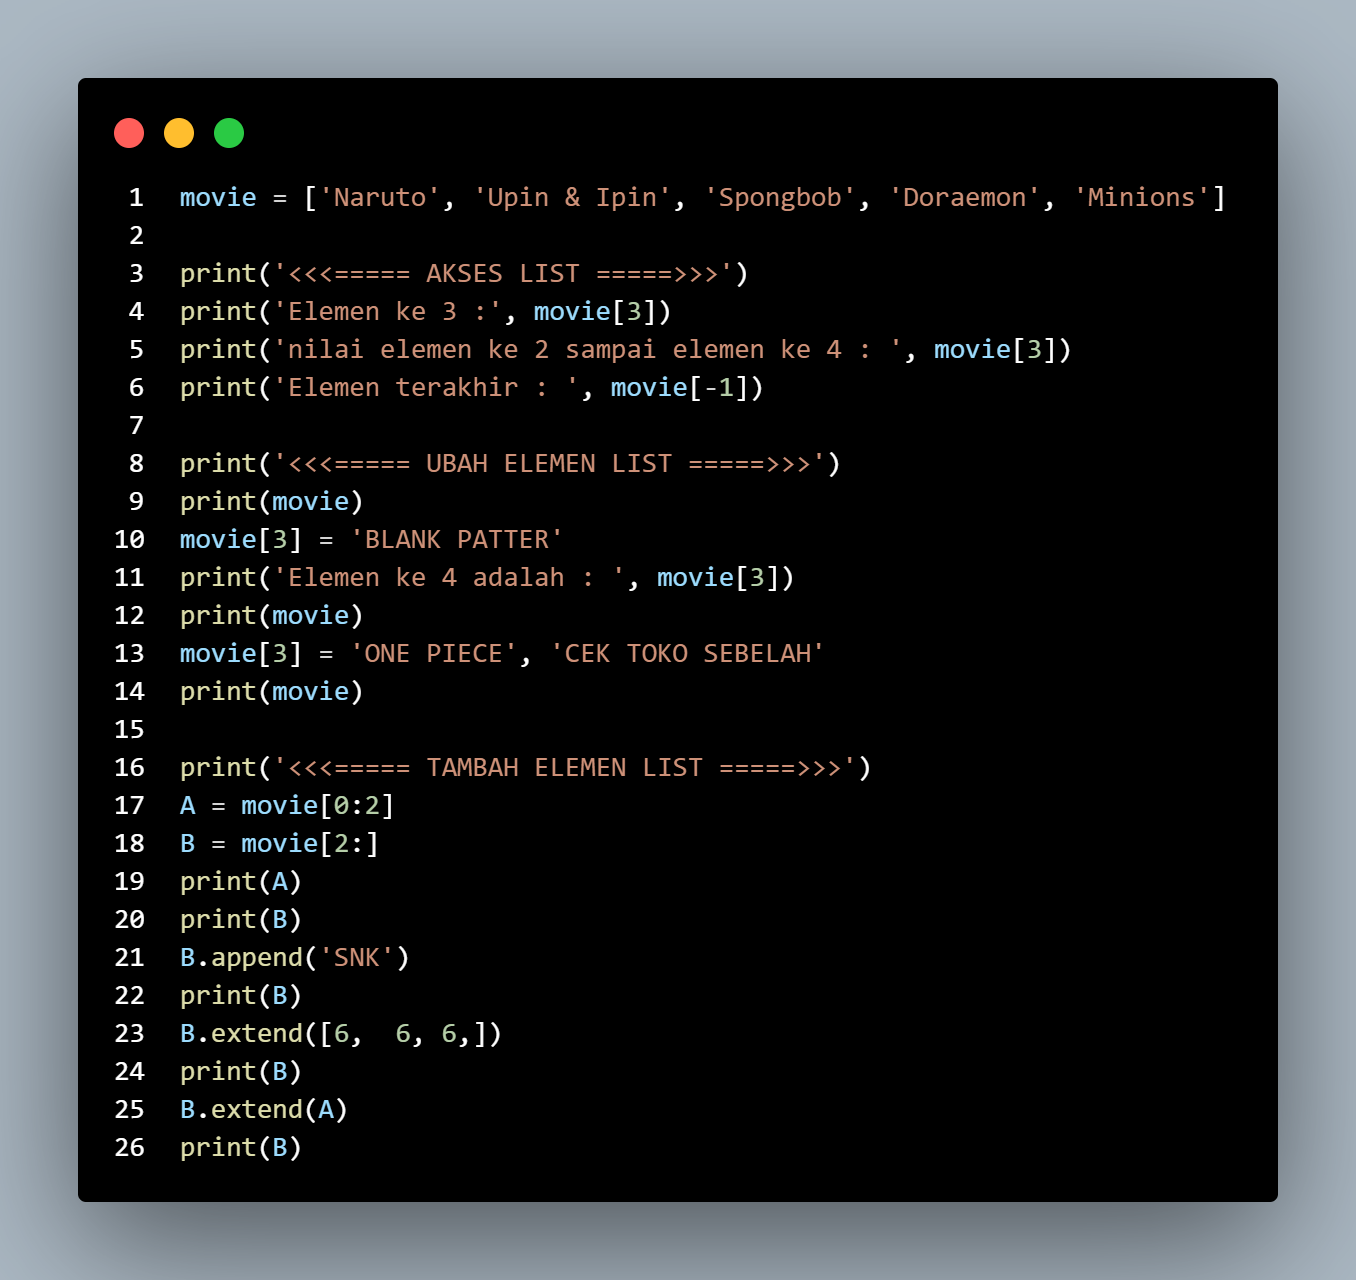 1 movie = ['Naruto', 'Upin & Ipin', 'Spongbob', 'Doraemon', 'Minions']
2
3 print('<<<===== AKSES LIST =====>>>')
4 print('Elemen ke 3 :', movie[3])
5 print('nilai elemen ke 2 sampai elemen ke 4 : ', movie[3])
6 print('Elemen terakhir : ', movie[-1])
7
8 print('<<<===== UBAH ELEMEN LIST =====>>>')
9 print(movie)
10 movie[3] = 'BLANK PATTER'
11 print('Elemen ke 4 adalah : ', movie[3])
12 print(movie)
13 movie[3] = 'ONE PIECE', 'CEK TOKO SEBELAH'
14 print(movie)
15
16 print('<<<===== TAMBAH ELEMEN LIST =====>>>')
17 A = movie[0:2]
18 B = movie[2:]
19 print(A)
20 print(B)
21 B.append('SNK')
22 print(B)
23 B.extend([6,  6, 6,])
24 print(B)
25 B.extend(A)
26 print(B)